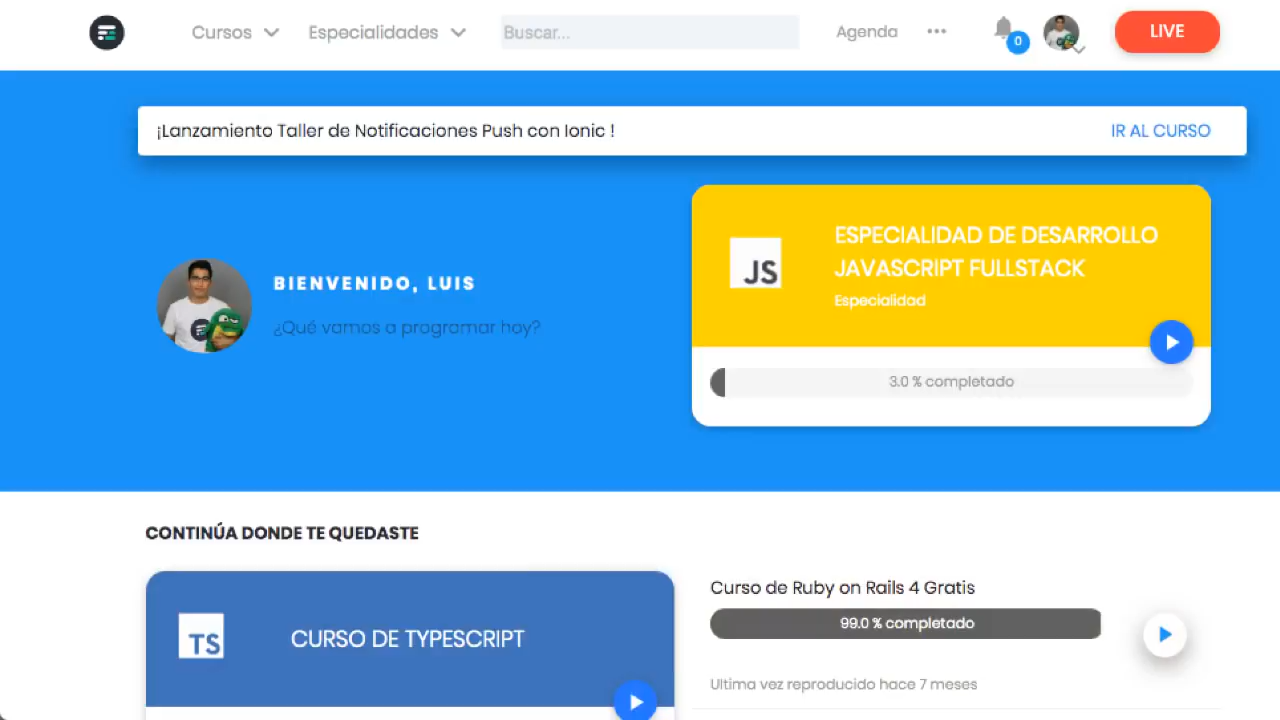 Cursos
Especialidades
Buscar...
Agenda
0
LIVE
¡Lanzamiento Taller de Notificaciones Push con Ionic !
IR AL CURSO
BIENVENIDO, LUIS
¿Qué vamos a programar hoy?
JS
ESPECIALIDAD DE DESARROLLO
JAVASCRIPT FULLSTACK
Especialidad
3.0 % completado
CONTINÚA DONDE TE QUEDASTE
TS
CURSO DE TYPESCRIPT
Curso de Ruby on Rails 4 Gratis
99.0 % completado
Ultima vez reproducido hace 7 meses